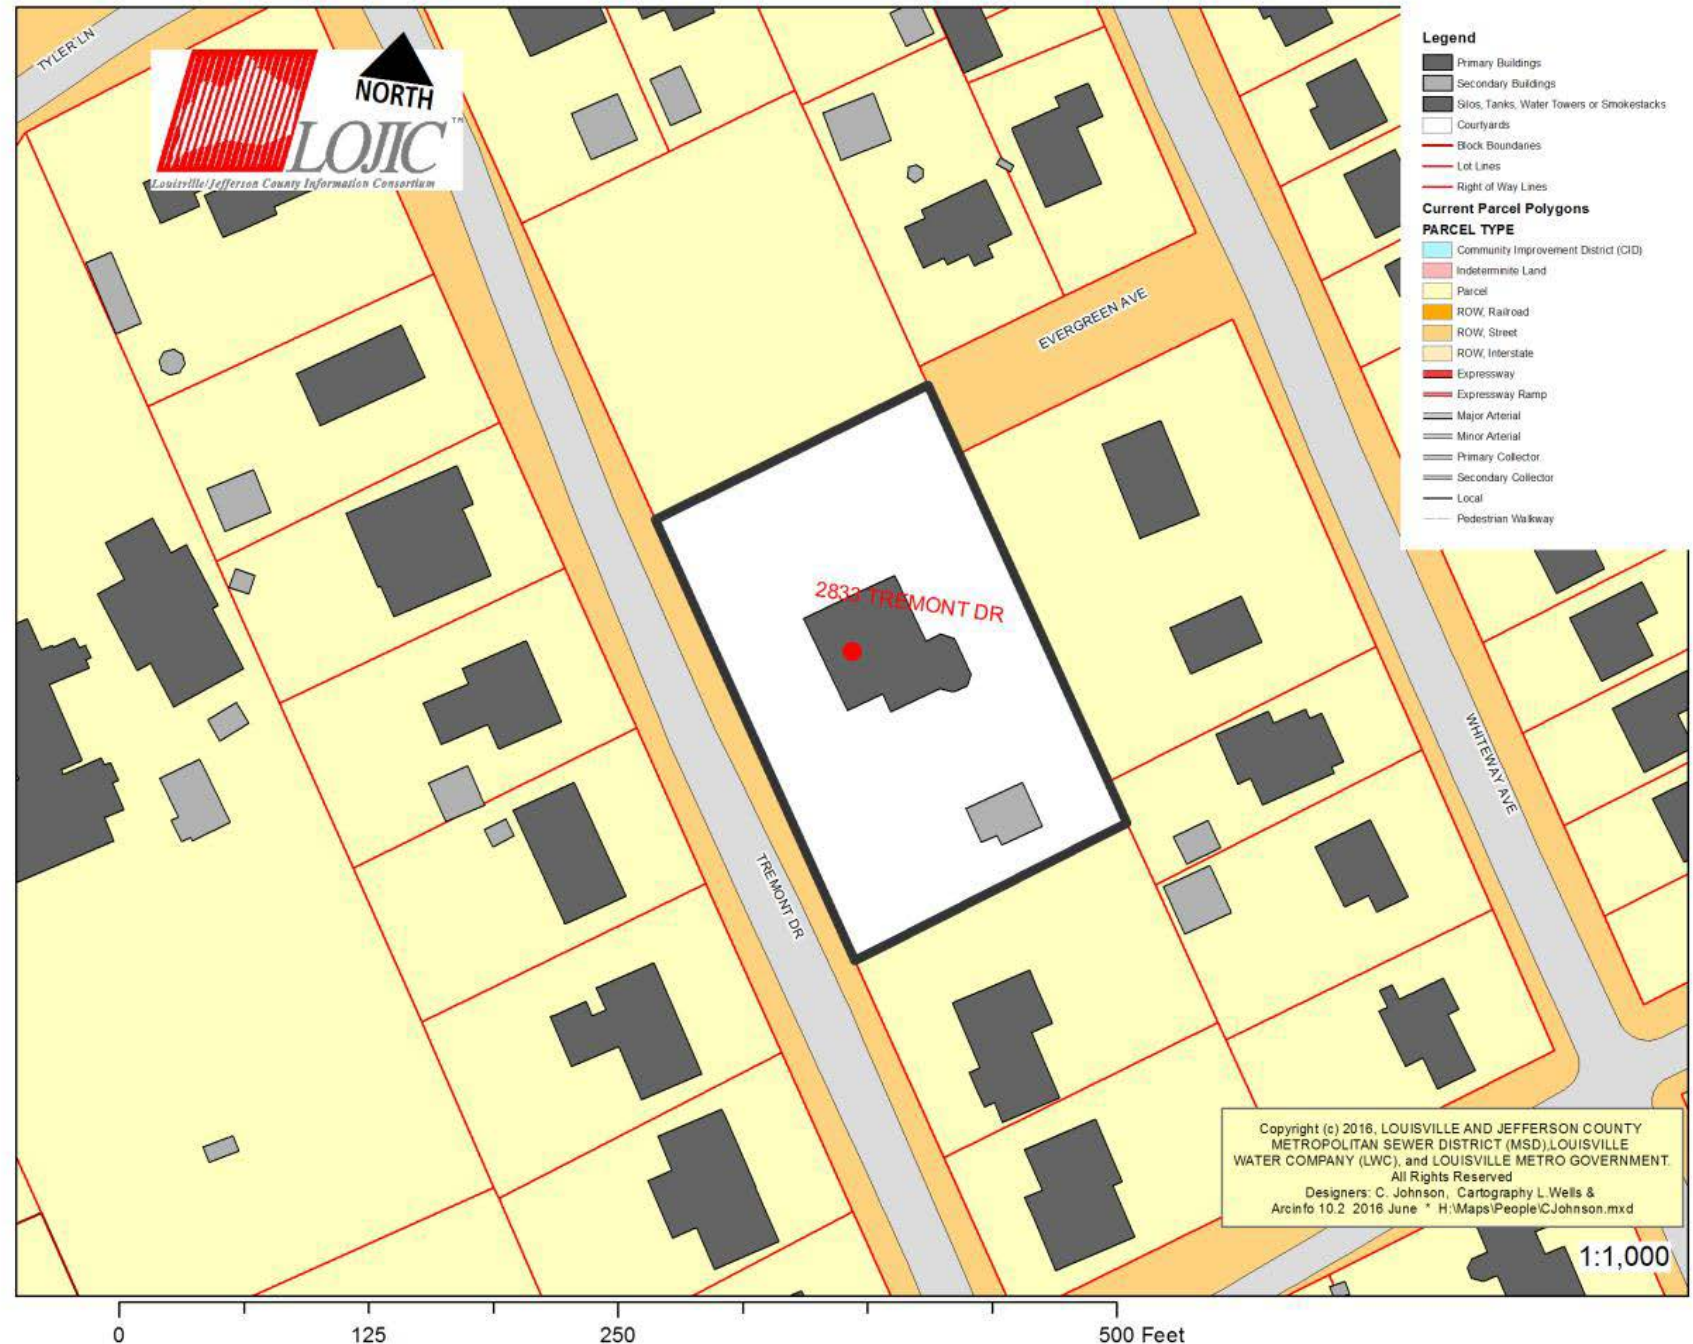 TYLER LN
NORTH
LOJIC™
Louisville/Jefferson County Information Consortium
Legend
Primary Buildings
Secondary Buildings
Silos, Tanks, Water Towers or Smokestacks
Courtyards
Block Boundaries
Lot Lines
Right of Way Lines
Current Parcel Polygons
PARCEL TYPE
Community Improvement District (CID)
Indeterminite Land
Parcel
ROW, Railroad
ROW, Street
ROW, Interstate
Expressway
Expressway Ramp
Major Arterial
Minor Arterial
Primary Collector
Secondary Collector
Local
Pedestrian Walkway
EVERGREEN AVE
2833 TREMONT DR
WHITEWAY AVE
TREMONT DR
Copyright (c) 2016, LOUISVILLE AND JEFFERSON COUNTY
METROPOLITAN SEWER DISTRICT (MSD),LOUISVILLE
WATER COMPANY (LWC), and LOUISVILLE METRO GOVERNMENT.
All Rights Reserved
Designers: C. Johnson, Cartography L.Wells &
Arcinfo 10.2 2016 June * H:\Maps\People\CJohnson.mxd
1:1,000
0 125 250 500 Feet